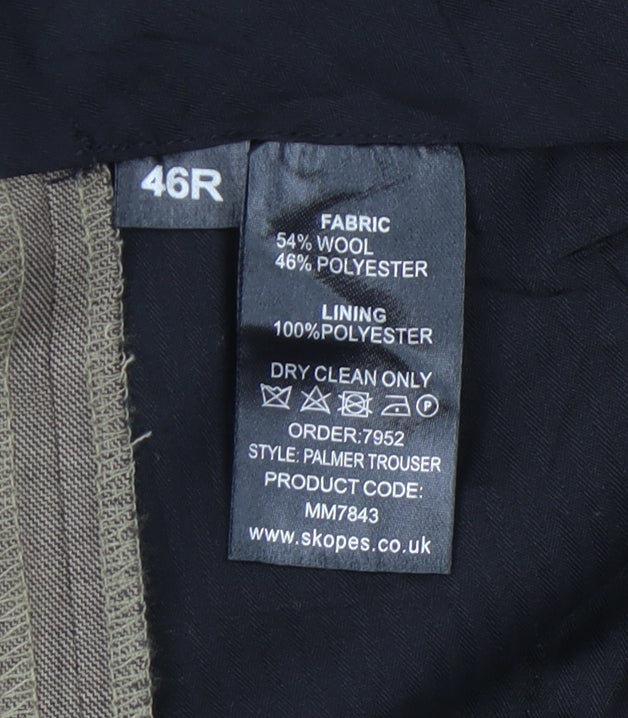 46R
FABRIC
54% WOOL
46% POLYESTER
LINING
100%POLYESTER
DRY CLEAN ONLY
P
ORDER:7952
STYLE: PALMER TROUSER
PRODUCT CODE:
MM7843
www.skopes.co.uk